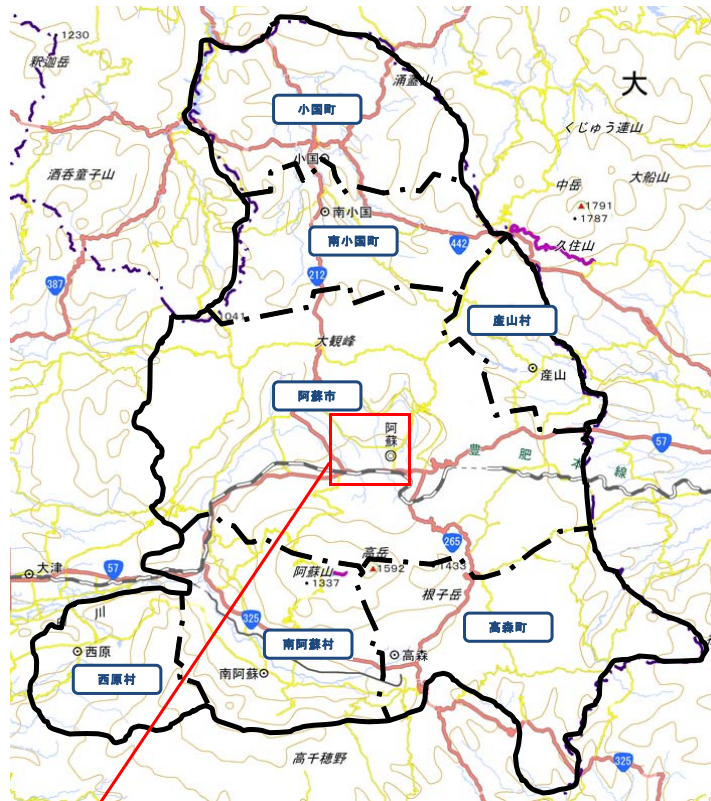 1230
釈迦岳
涌蓋山
大
小国町
くじゅう連山
小国
酒呑童子山
中岳
大船山
1791
1787
南小国
南小国町
442
久住山
387
212
1041
産山村
大観峰
産山
阿蘇市
阿蘇
57
豊肥本線
265
高岳
1433
大津
57
阿蘇山
1592
1337
根子岳
川
325
高森町
南阿蘇村
西原
高森
南阿蘇
西原村
高千穂野
325